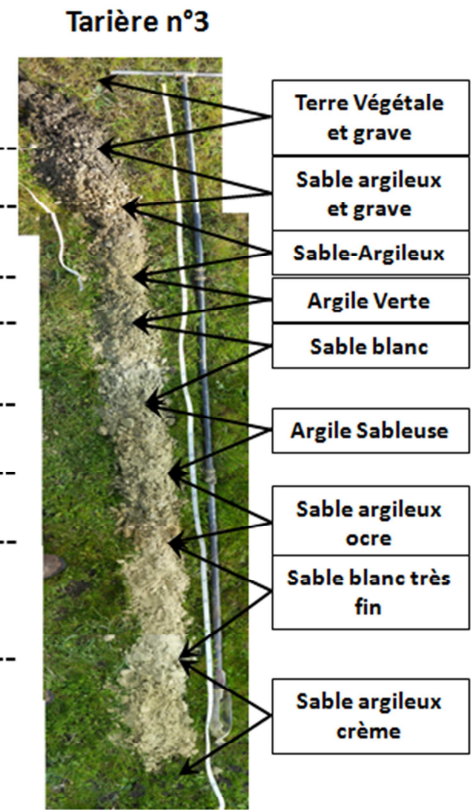 Tarière n°3
Terre Végétale
et grave
Sable argileux
et grave
Sable-Argileux
Argile Verte
Sable blanc
Argile Sableuse
Sable argileux
ocre
Sable blanc très
fin
Sable argileux
crème